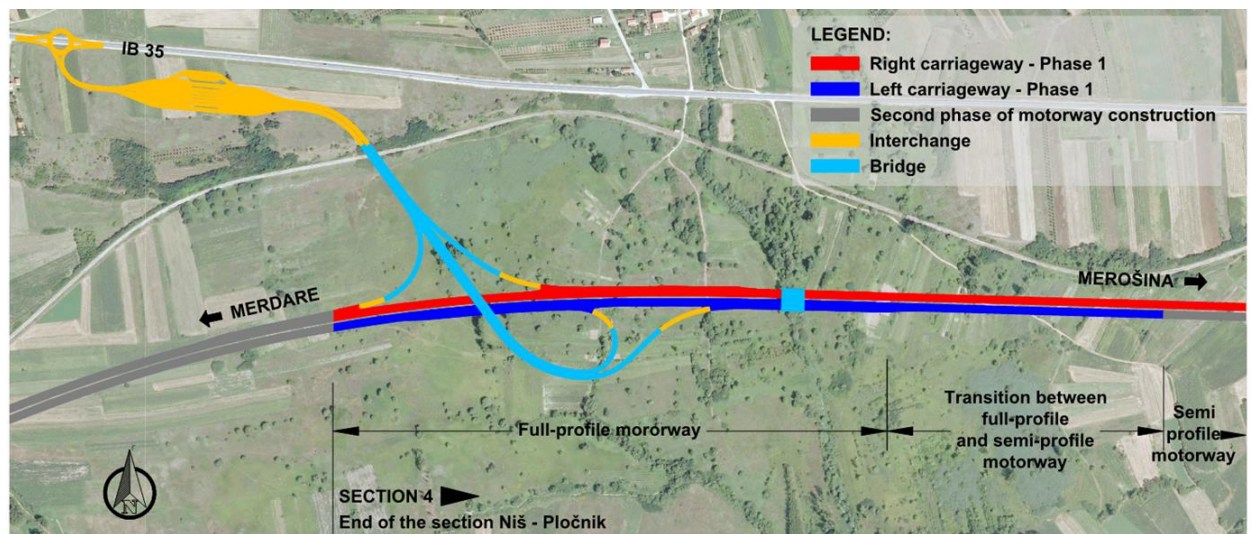 IB 35
LEGEND:
Right carriageway - Phase 1
Left carriageway - Phase 1
Second phase of motorway construction
Interchange
Bridge
MERDARE
MEROŠINA
Full-profile mororway
Transition between
full-profile
and semi-profile
motorway
Semi
profile
motorway
N
SECTION 4
End of the section Niš - Pločnik